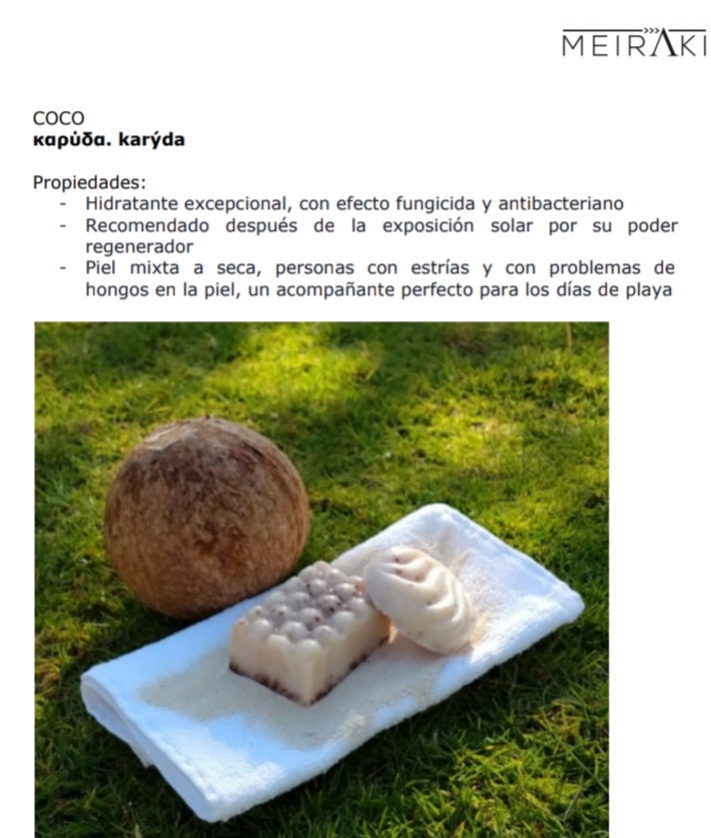 MEIRAKI
COCO
καρύδα. karýda
Propiedades:
- Hidratante excepcional, con efecto fungicida y antibacteriano
- Recomendado después de la exposición solar por su poder
regenerador
- Piel mixta a seca, personas con estrías y con problemas de
hongos en la piel, un acompañante perfecto para los días de playa